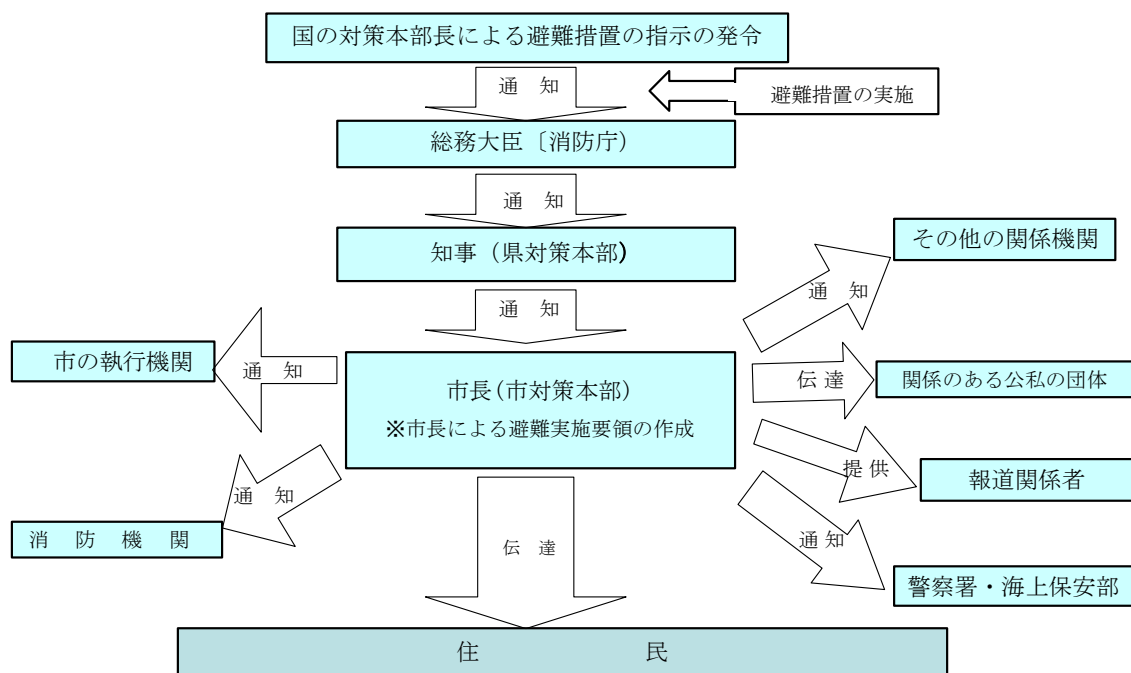 国の対策本部長による避難措置の指示の発令
通 知
避難措置の実施
総務大臣〔消防庁）
通 知
知事（県対策本部）
通 知
その他の関係機関
通 知
市の執行機関
通 知
市長(市対策本部)
※市長による避難実施要領の作成
伝 達
関係のある公私の団体
提 供
報道関係者
通 知
消 防 機 関
伝 達
通 知
警察署・海上保安部
住 民